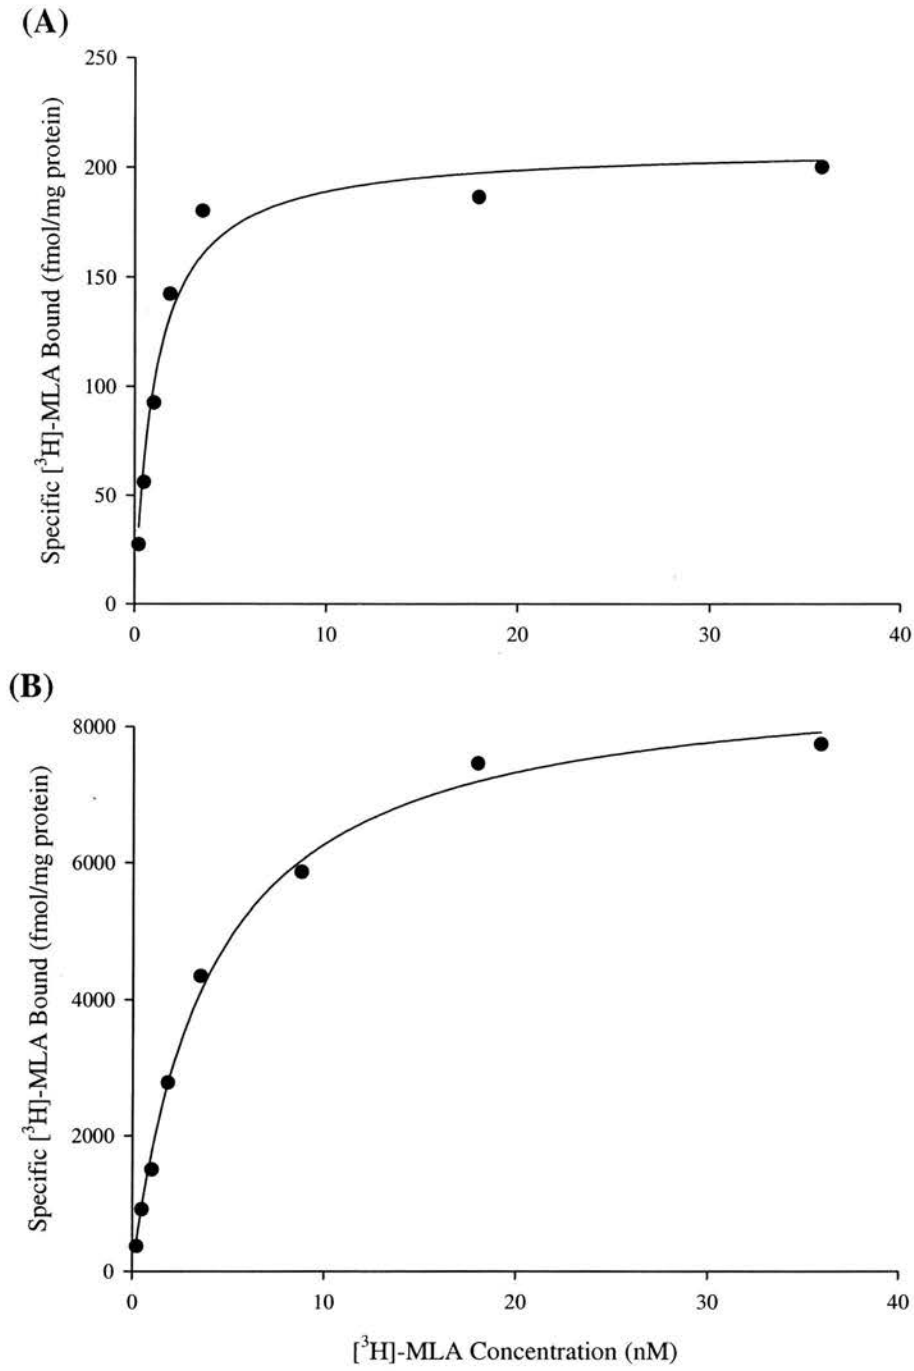 (A)
250
200
150
100
50
0
Specific [³H]-MLA Bound (fmol/mg protein)
0 10 20 30 40
(B)
8000
6000
4000
2000
0
Specific [³H]-MLA Bound (fmol/mg protein)
0 10 20 30 40
[³H]-MLA Concentration (nM)